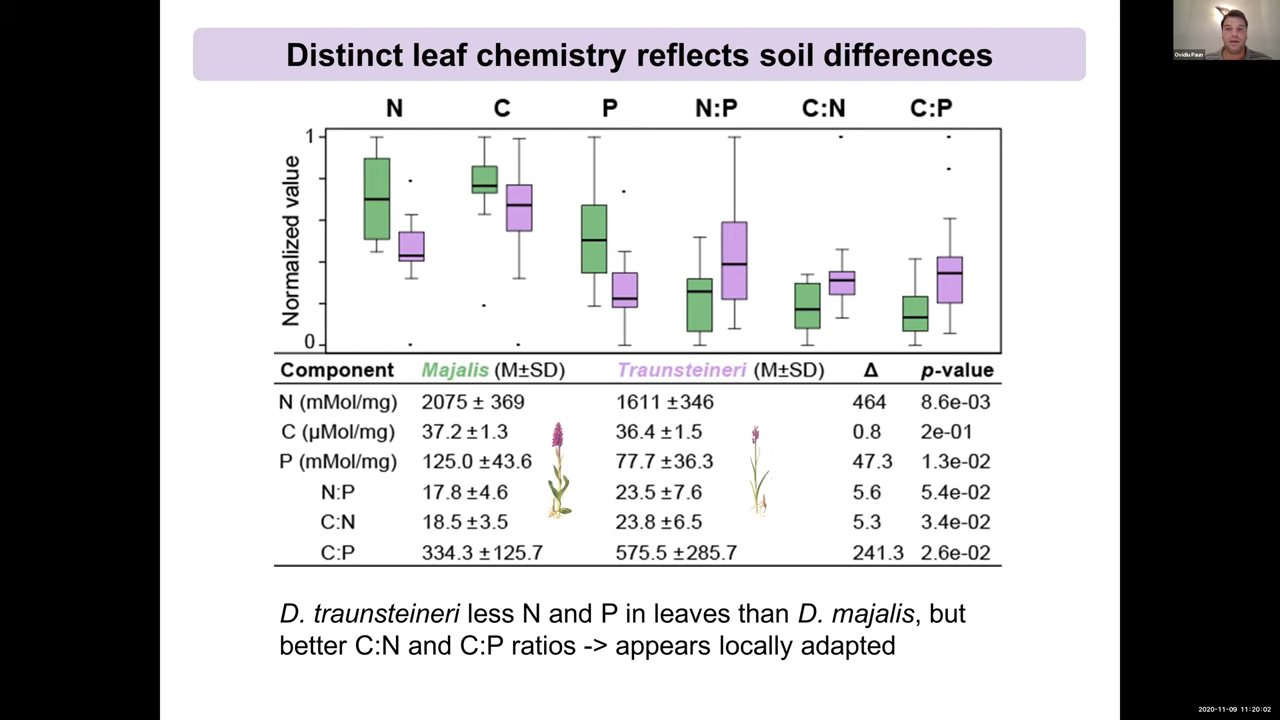 Distinct leaf chemistry reflects soil differences
Ovidiu Paun
N C P N:P C:N C:P
1
Normalized value
0
Component Majalis (M±SD) Traunsteineri (M±SD) Δ p-value
N (mMol/mg) 2075 ± 369 1611 ±346 464 8.6e-03
C (µMol/mg) 37.2 ±1.3 36.4 ±1.5 0.8 2e-01
P (mMol/mg) 125.0 ±43.6 77.7 ±36.3 47.3 1.3e-02
N:P 17.8 ±4.6 23.5 ±7.6 5.6 5.4e-02
C:N 18.5 ±3.5 23.8 ±6.5 5.3 3.4e-02
C:P 334.3 ±125.7 575.5 ±285.7 241.3 2.6e-02
D. traunsteineri less N and P in leaves than D. majalis, but
better C:N and C:P ratios -> appears locally adapted
2020-11-09 11:20:02